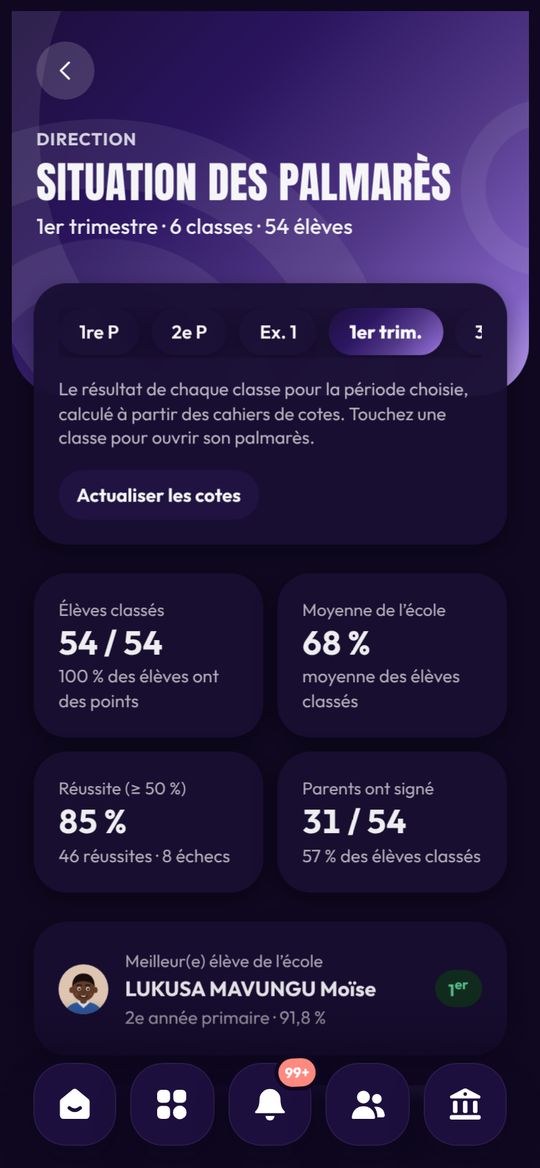 DIRECTION
SITUATION DES PALMARÈS
1er trimestre · 6 classes · 54 élèves
1re P
2e P
Ex. 1
1er trim.
3
Le résultat de chaque classe pour la période choisie,
calculé à partir des cahiers de cotes. Touchez une
classe pour ouvrir son palmarès.
Actualiser les cotes
Élèves classés
54 / 54
100 % des élèves ont
des points
Moyenne de l’école
68 %
moyenne des élèves
classés
Réussite (≥ 50 %)
85 %
46 réussites · 8 échecs
Parents ont signé
31 / 54
57 % des élèves classés
Meilleur(e) élève de l’école
LUKUSA MAVUNGU Moïse
2e année primaire · 91,8 %
1er
99+